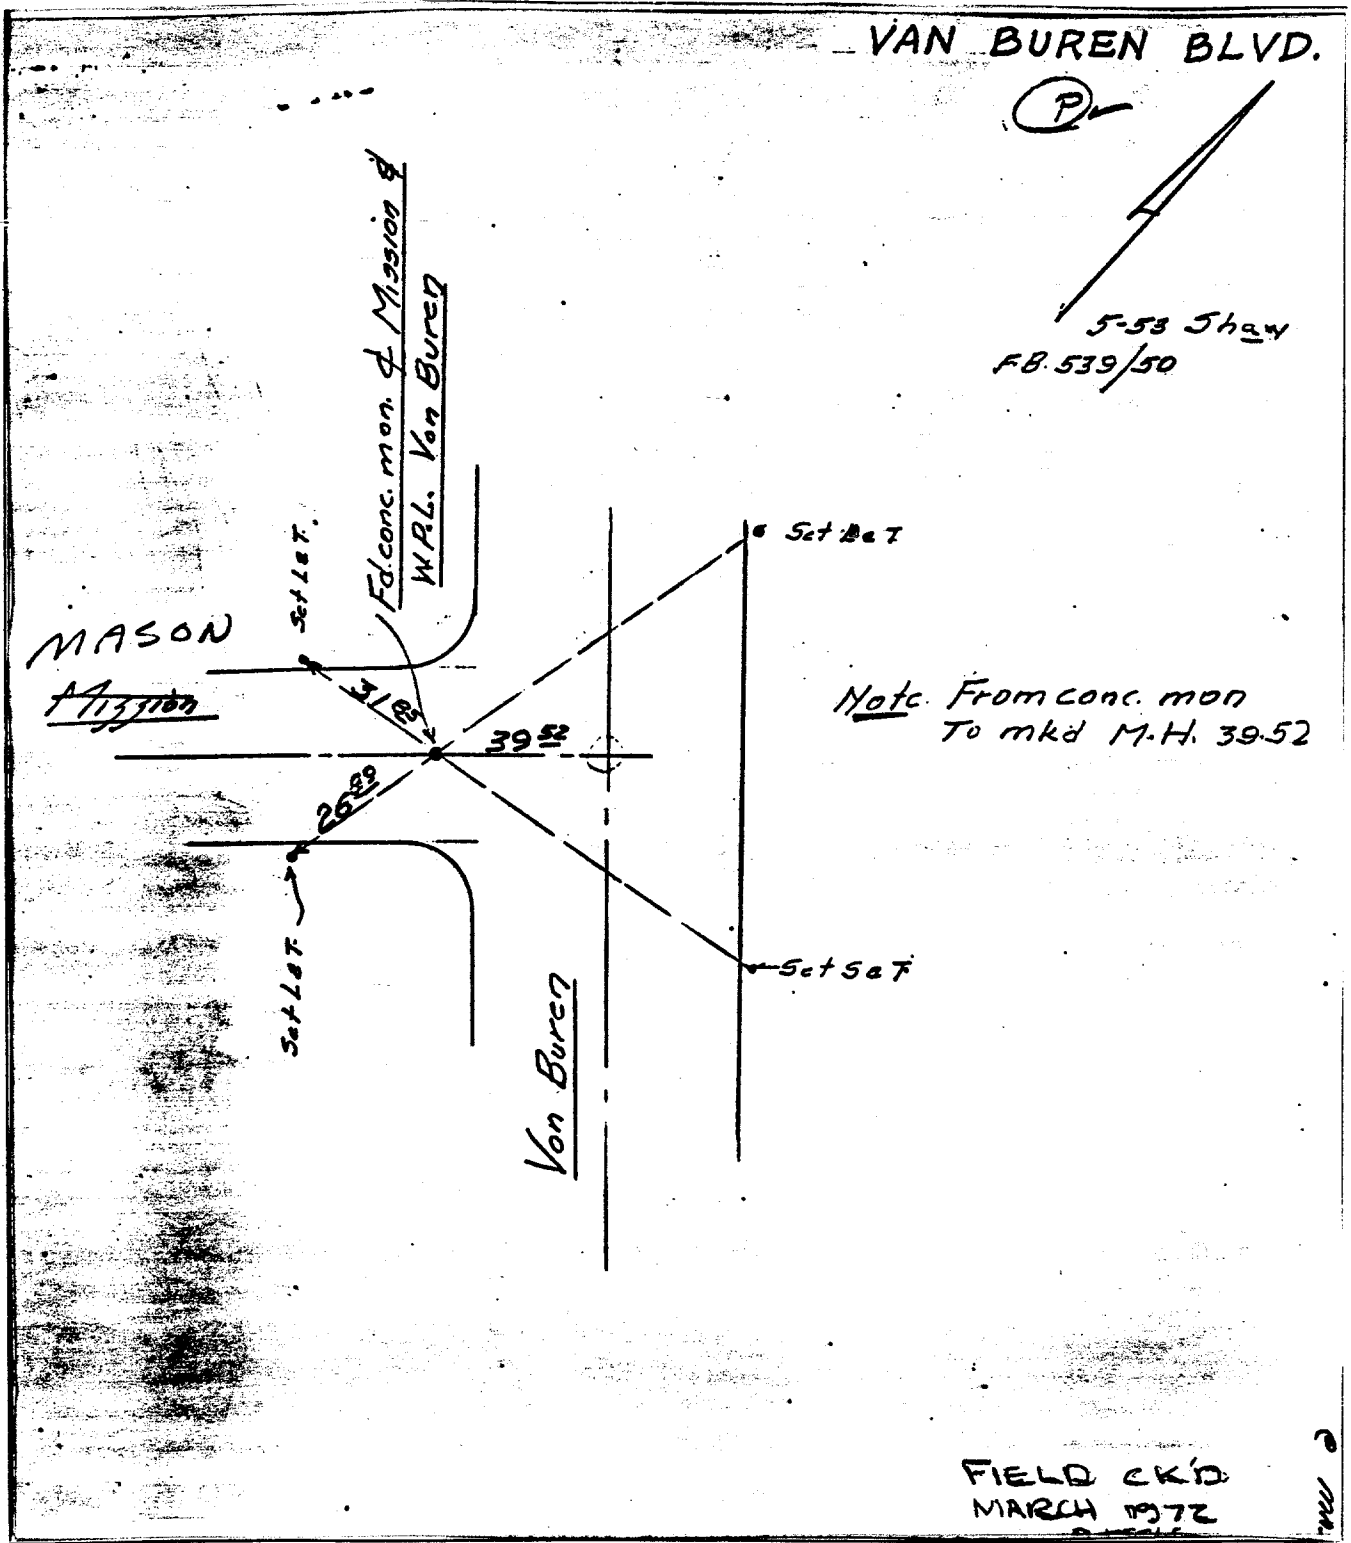 VAN BUREN BLVD.
P
5-53 Shaw
F.B. 539/50
Fd. conc. mon. ₵ Mission &
W.P.L. Van Buren
Set L&T.
Set L&T
MASON
Mission
31 85
39 52
Note. From conc. mon
To mkd M.H. 39.52
26 89
Set L&T.
Set S&T
Van Buren
FIELD CK'D
MARCH 1972